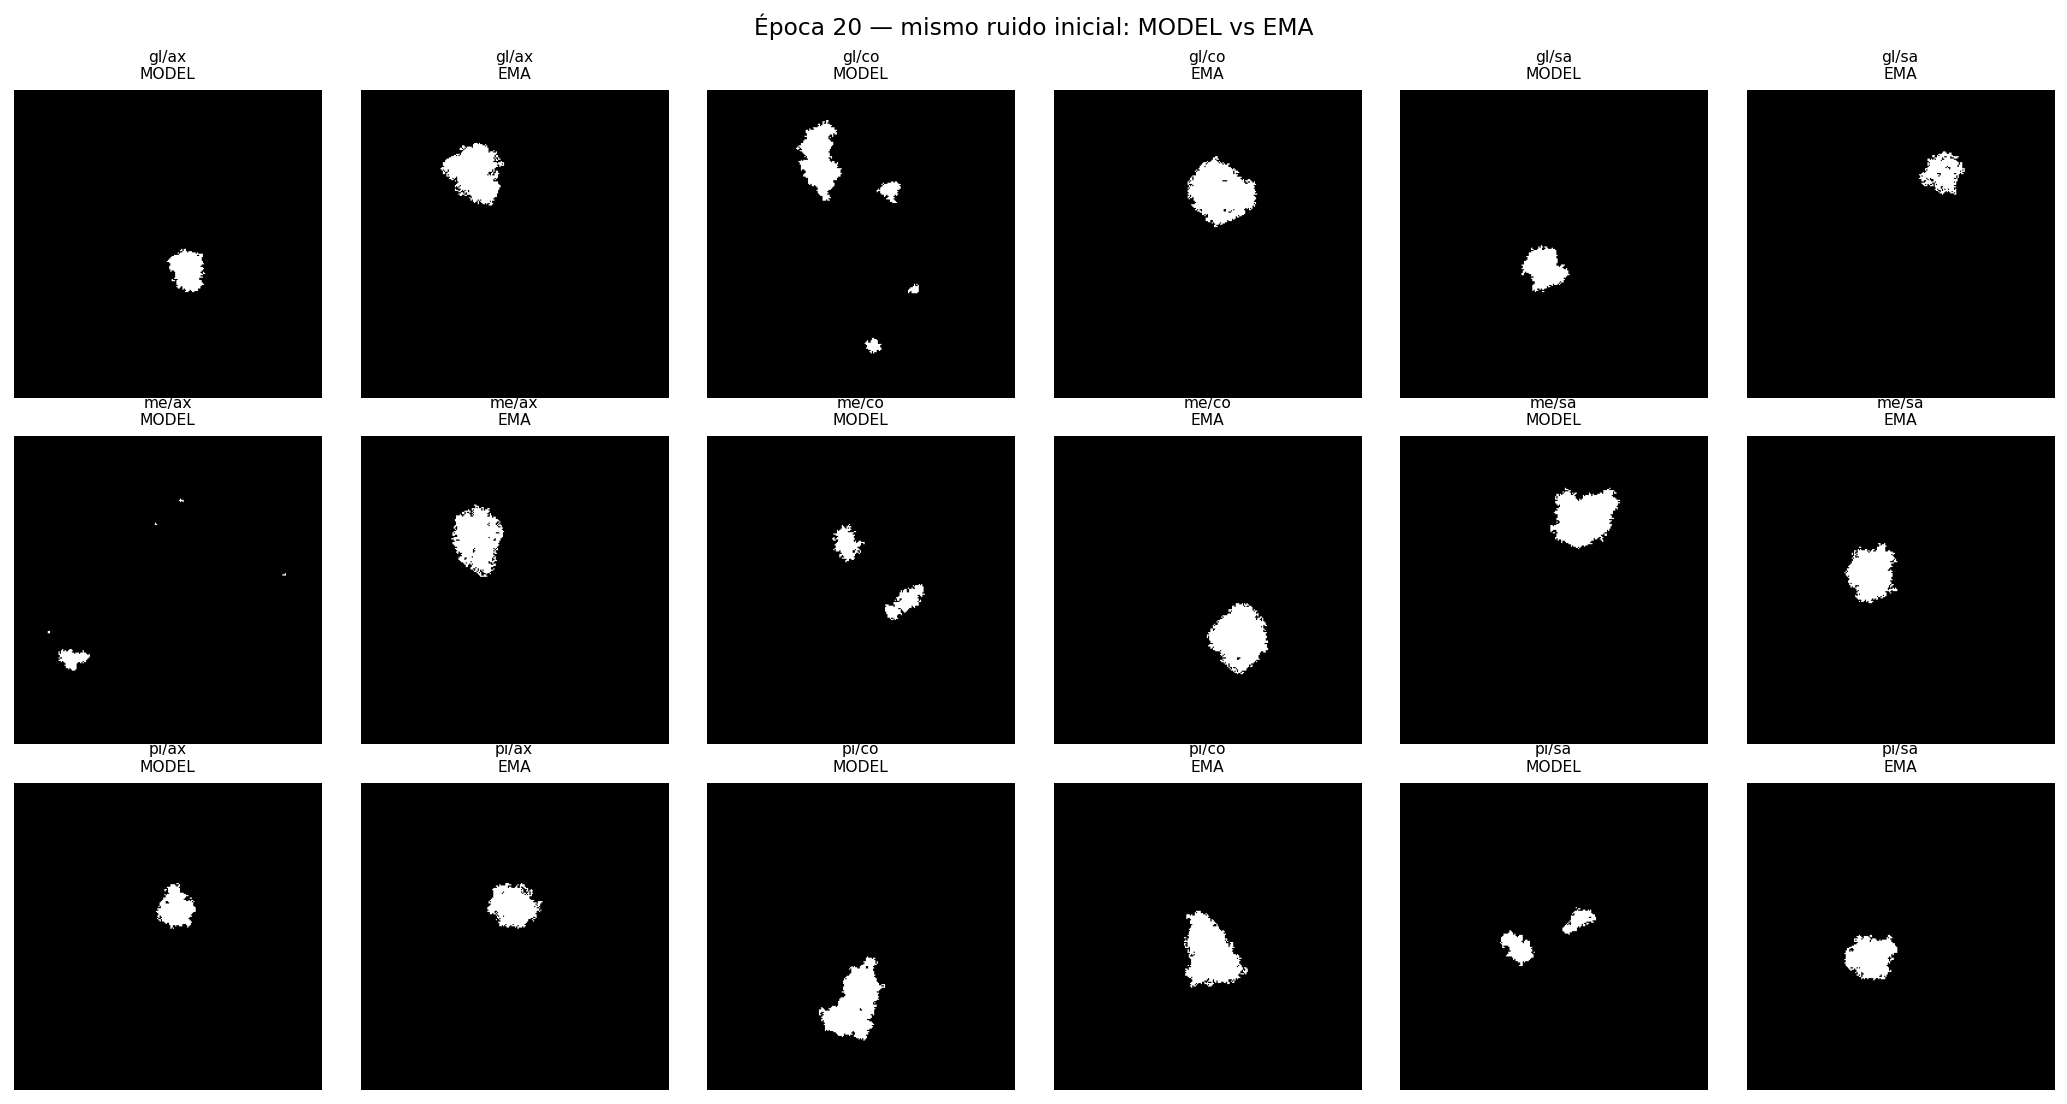 Época 20 — mismo ruido inicial: MODEL vs EMA
gl/ax
MODEL
gl/ax
EMA
gl/co
MODEL
gl/co
EMA
gl/sa
MODEL
gl/sa
EMA
me/ax
MODEL
me/ax
EMA
me/co
MODEL
me/co
EMA
me/sa
MODEL
me/sa
EMA
pi/ax
MODEL
pi/ax
EMA
pi/co
MODEL
pi/co
EMA
pi/sa
MODEL
pi/sa
EMA